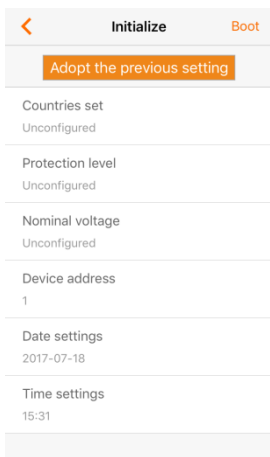 Initialize
Boot
Adopt the previous setting
Countries set
Unconfigured
Protection level
Unconfigured
Nominal voltage
Unconfigured
Device address
1
Date settings
2017-07-18
Time settings
15:31